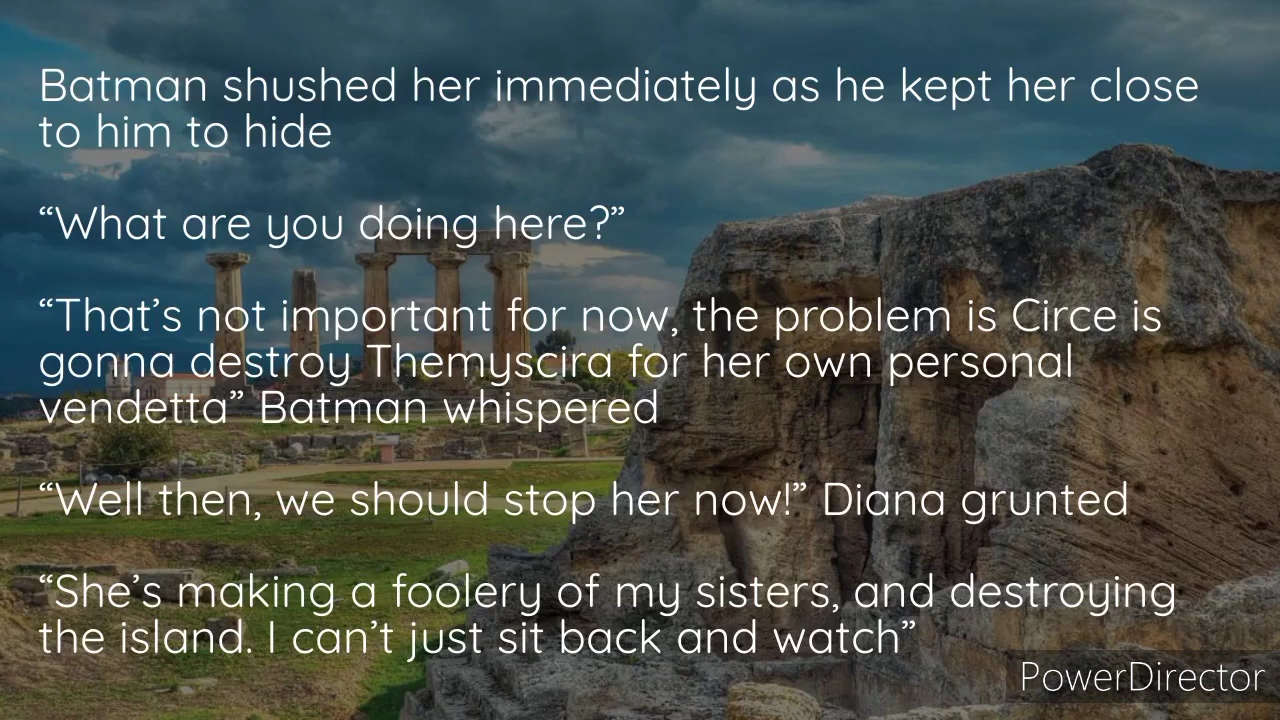 Batman shushed her immediately as he kept her close
to him to hide
“What are you doing here?”
“That’s not important for now, the problem is Circe is
gonna destroy Themyscira for her own personal
vendetta” Batman whispered
“Well then, we should stop her now!” Diana grunted
“She’s making a foolery of my sisters, and destroying
the island. I can’t just sit back and watch”
PowerDirector